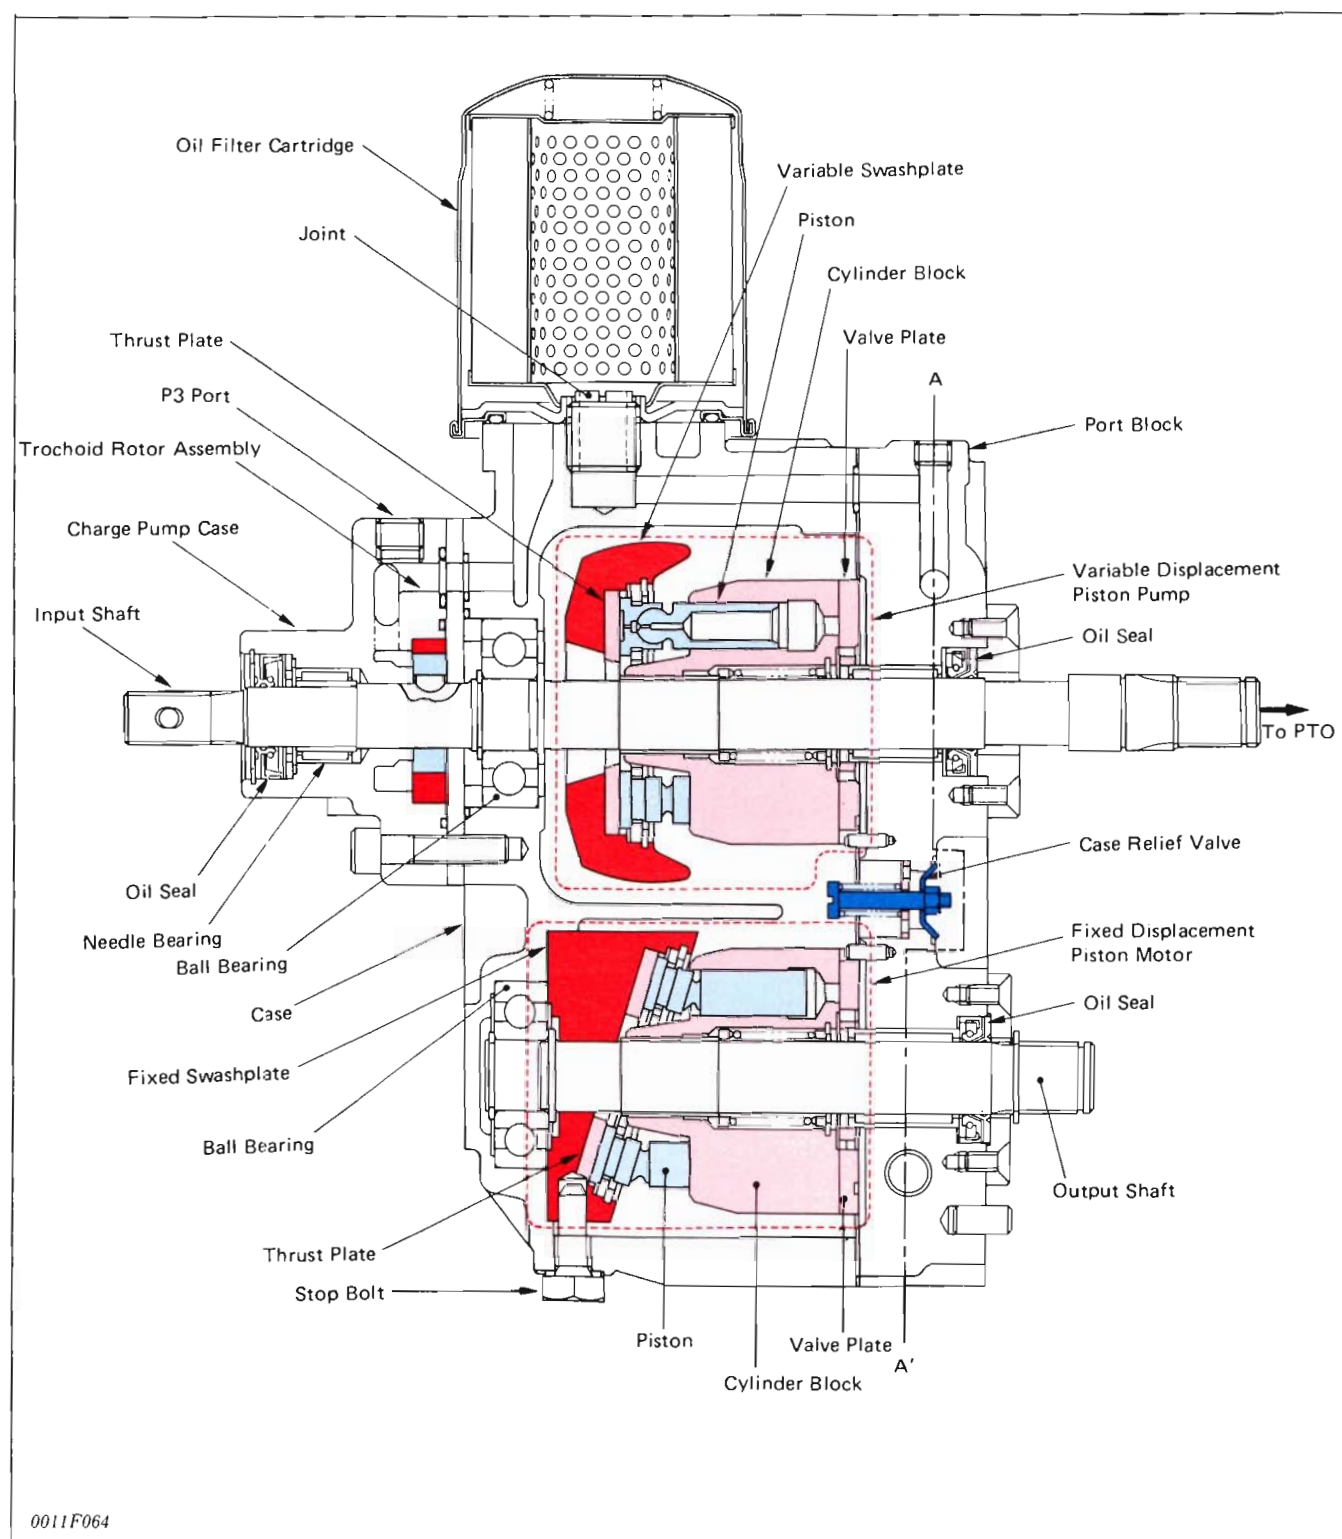 Oil Filter Cartridge
Variable Swashplate
Joint
Piston
Cylinder Block
Thrust Plate
Valve Plate
P3 Port
A
Port Block
Trochoid Rotor Assembly
Charge Pump Case
Variable Displacement
Piston Pump
Input Shaft
Oil Seal
To PTO
Case Relief Valve
Oil Seal
Needle Bearing
Ball Bearing
Fixed Displacement
Piston Motor
Case
Oil Seal
Fixed Swashplate
Ball Bearing
Output Shaft
Thrust Plate
Stop Bolt
Piston
Valve Plate
A'
Cylinder Block
0011F064